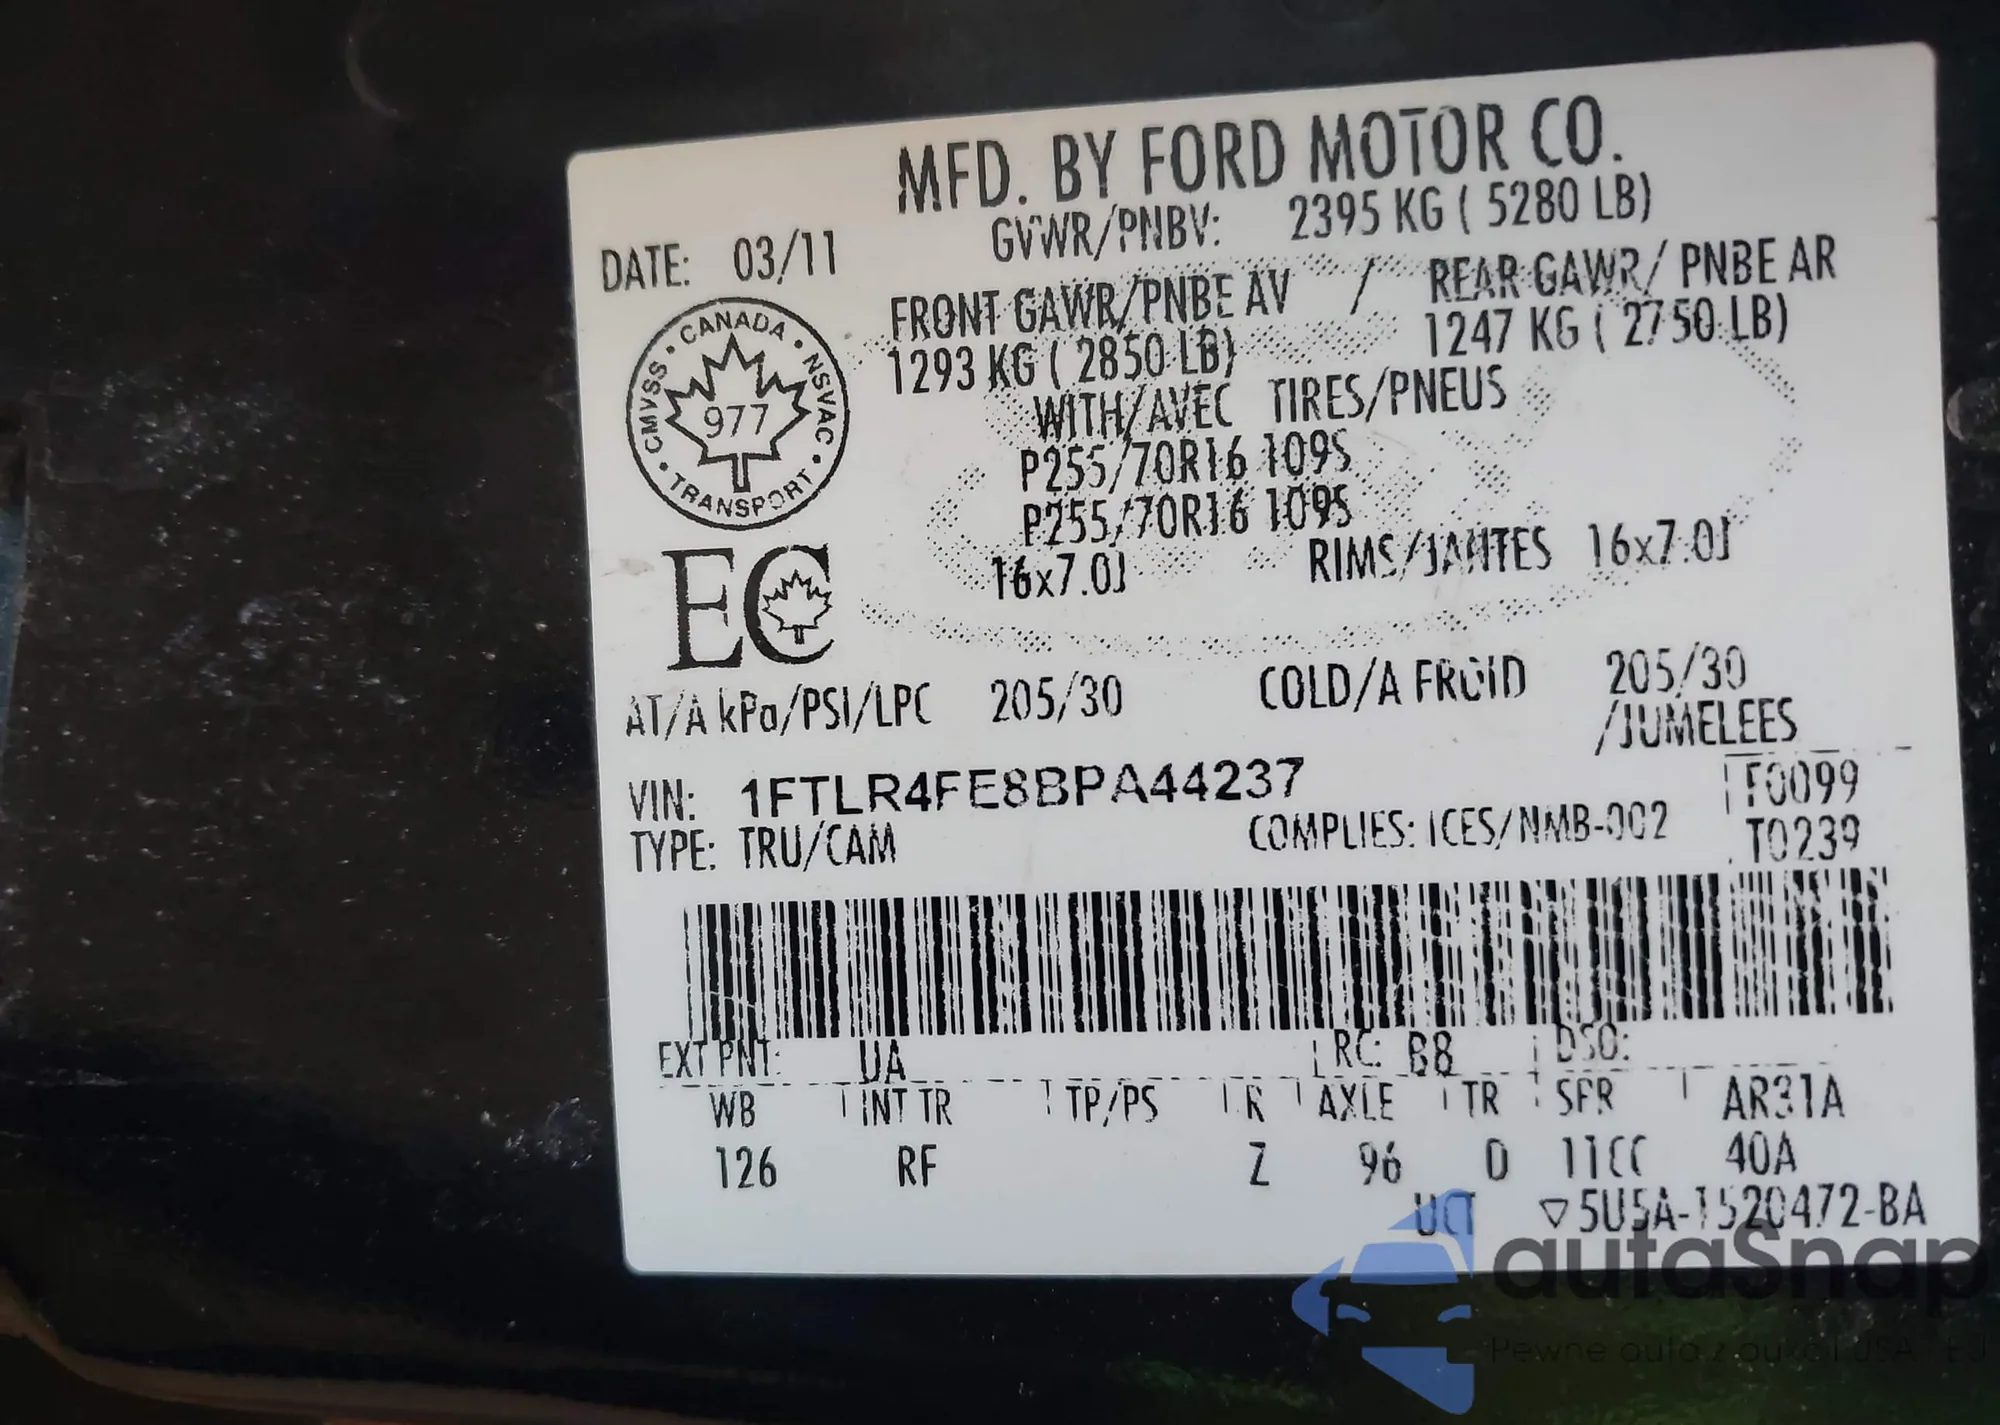 MFD. BY FORD MOTOR CO.
DATE: 03/11
GVWR/PNBV: 2395 KG ( 5280 LB)
FRONT GAWR/PNBE AV / REAR GAWR/ PNBE AR
1293 KG ( 2850 LB) 1247 KG ( 2750 LB)
WITH/AVEC TIRES/PNEUS
P255/70R16 109S
P255/70R16 109S
16x7.0J RIMS/JANTES 16x7.0J
CANADA • NSVAC • TRANSPORT • CMVSS •
977
EC
AT/A kPa/PSI/LPC 205/30 COLD/A FROID 205/30
/JUMELEES
VIN: 1FTLR4FE8BPA44237
F0099
TYPE: TRU/CAM COMPLIES: ICES/NMB-002
T0239
EXT PNT: UA RC: B8 DSO:
WB INT TR TP/PS R AXLE TR SPR AR31A
126 RF Z 96 D 11CC 40A
UCT ▽5U5A-1520472-BA
autaSnap
Pewne auta z aukcji USA